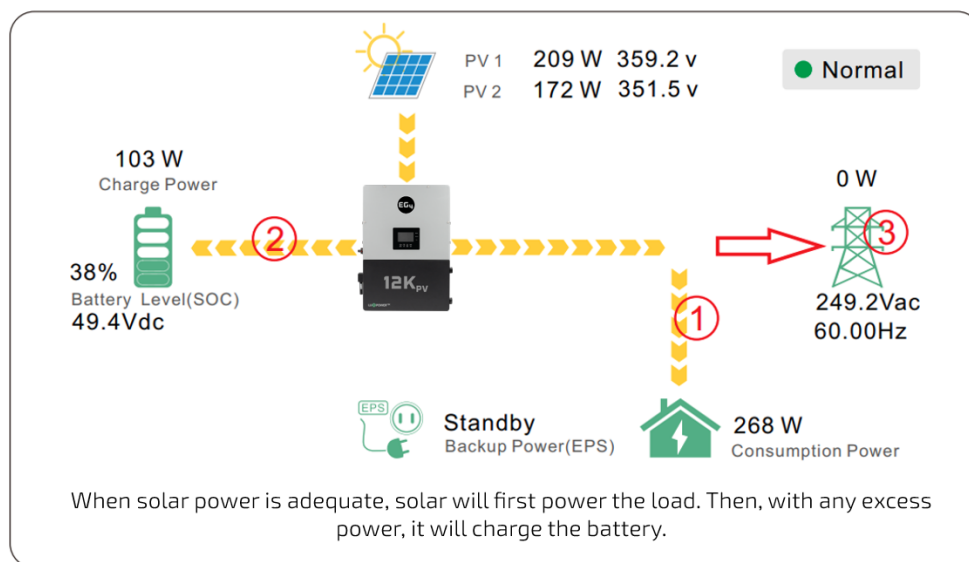 PV 1 209 W 359.2 v
PV 2 172 W 351.5 v
Normal
103 W
Charge Power
0 W
EG4
2
3
38%
Battery Level(SOC)
49.4Vdc
12K PV
249.2Vac
60.00Hz
1
EPS
Standby
Backup Power(EPS)
268 W
Consumption Power
When solar power is adequate, solar will first power the load. Then, with any excess
power, it will charge the battery.